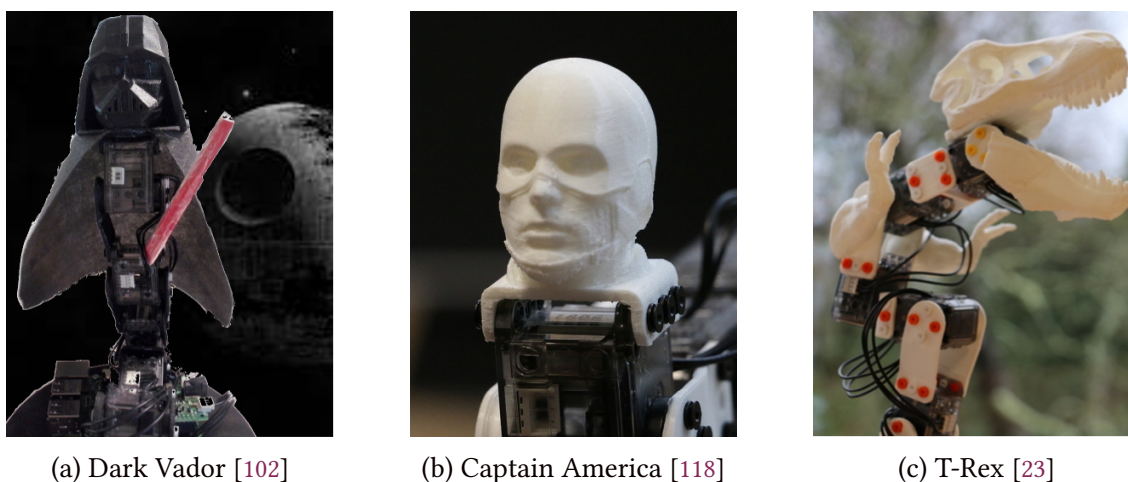 (a) Dark Vador [102]
(b) Captain America [118]
(c) T-Rex [23]